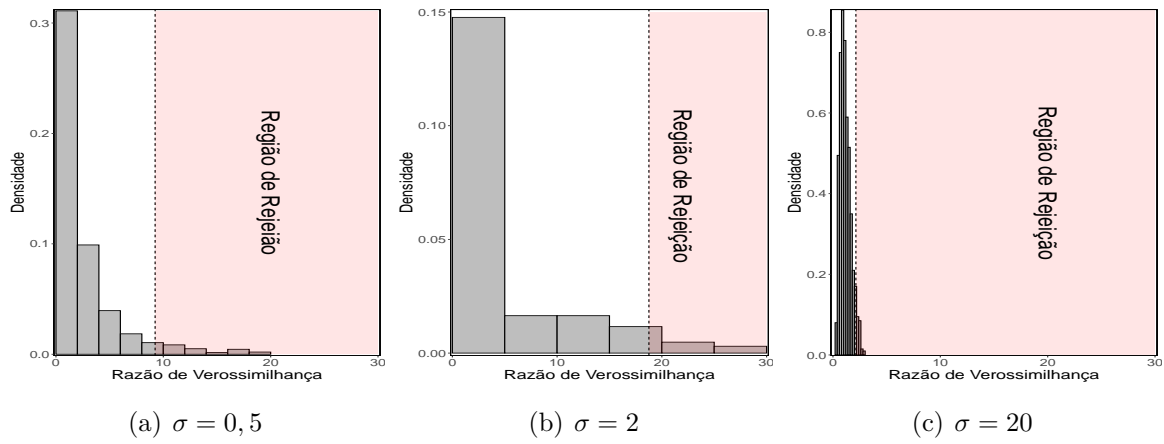 0.3
0.2
0.1
0.0
Densidade
Região de Rejeião
0
10
20
30
Razão de Verossimilhança
(a) σ = 0, 5
0.15
0.10
0.05
0.00
Densidade
Região de Rejeição
0
10
20
30
Razão de Verossimilhança
(b) σ = 2
0.8
0.6
0.4
0.2
0.0
Densidade
Região de Rejeição
0
10
20
30
Razão de Verossimilhança
(c) σ = 20